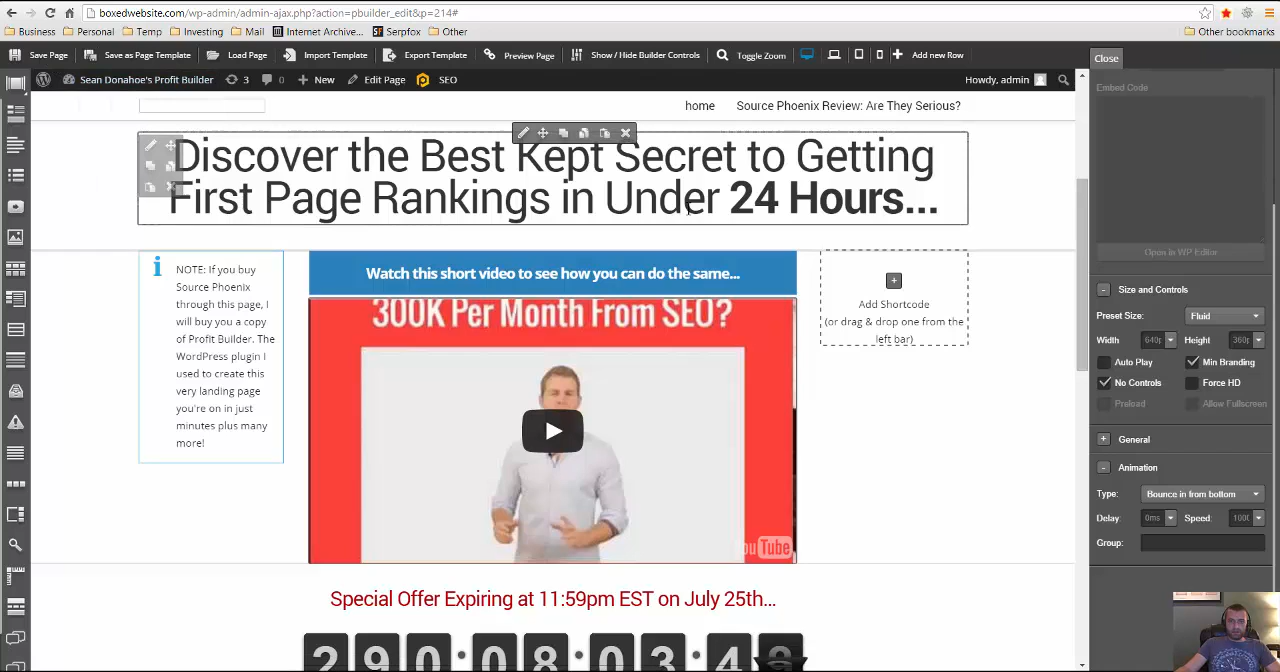 boxedwebsite.com/wp-admin/admin-ajax.php?action=pbuilder_edit&p=214#
Business Personal Temp Investing Mail Internet Archive... Serpfox Other Other bookmarks
Save Page Save as Page Template Load Page Import Template Export Template Preview Page Show / Hide Builder Controls Toggle Zoom Add new Row
Close
Sean Donahoe's Profit Builder 3 New Edit Page SEO Howdy, admin
Embed Code
home Source Phoenix Review: Are They Serious?
Discover the Best Kept Secret to Getting
First Page Rankings in Under 24 Hours...
Open in WP Editor
NOTE: If you buy
Source Phoenix
through this page, I
will buy you a copy
of Profit Builder. The
WordPress plugin I
used to create this
very landing page
you're on in just
minutes plus many
more!
Watch this short video to see how you can do the same...
300K Per Month From SEO?
YouTube
Add Shortcode
(or drag & drop one from the
left bar)
Size and Controls
Preset Size: Fluid
Width 640p Height 360p
Auto Play Min Branding
No Controls Force HD
Preload Allow Fullscreen
General
Animation
Type: Bounce in from bottom
Delay: 0ms Speed: 100
Group:
Special Offer Expiring at 11:59pm EST on July 25th...
290:08:03:4